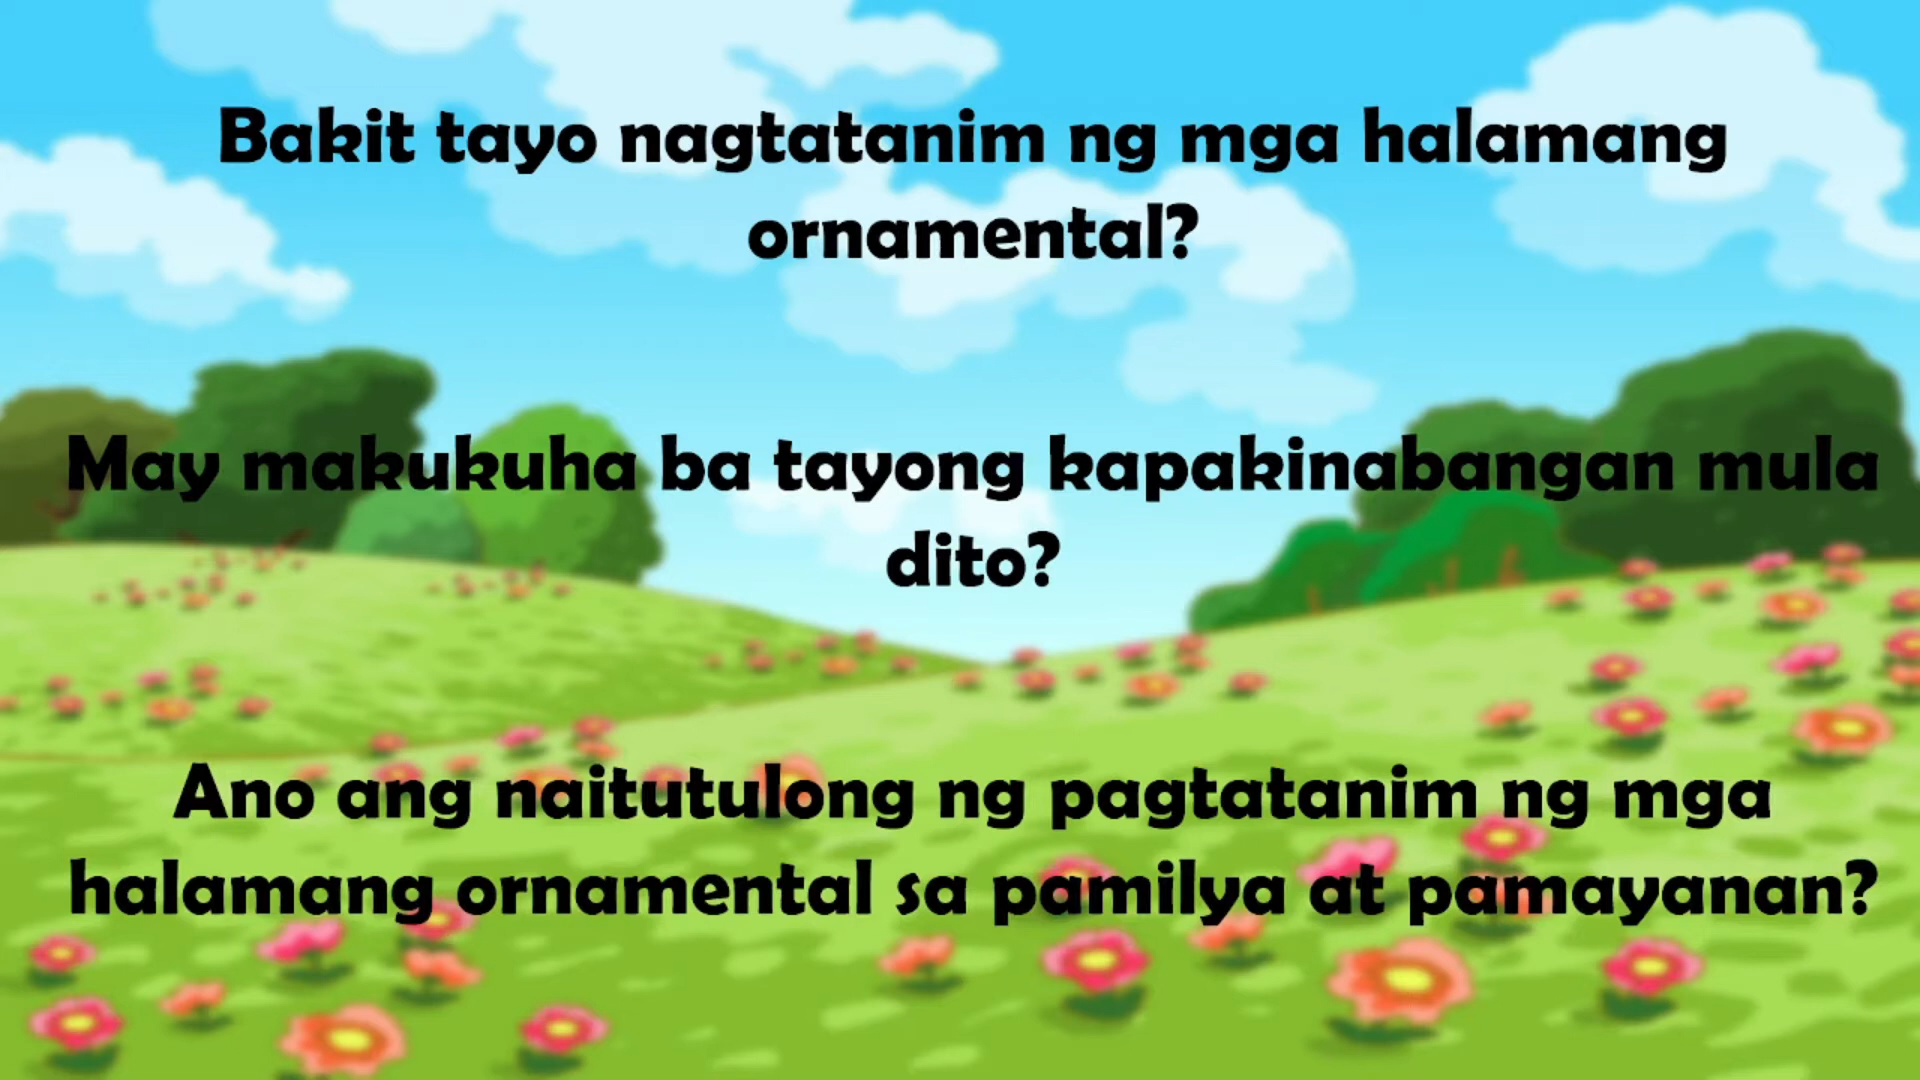 Bakit tayo nagtatanim ng mga halamang
ornamental?
May makukuha ba tayong kapakinabangan mula
dito?
Ano ang naitutulong ng pagtatanim ng mga
halamang ornamental sa pamilya at pamayanan?